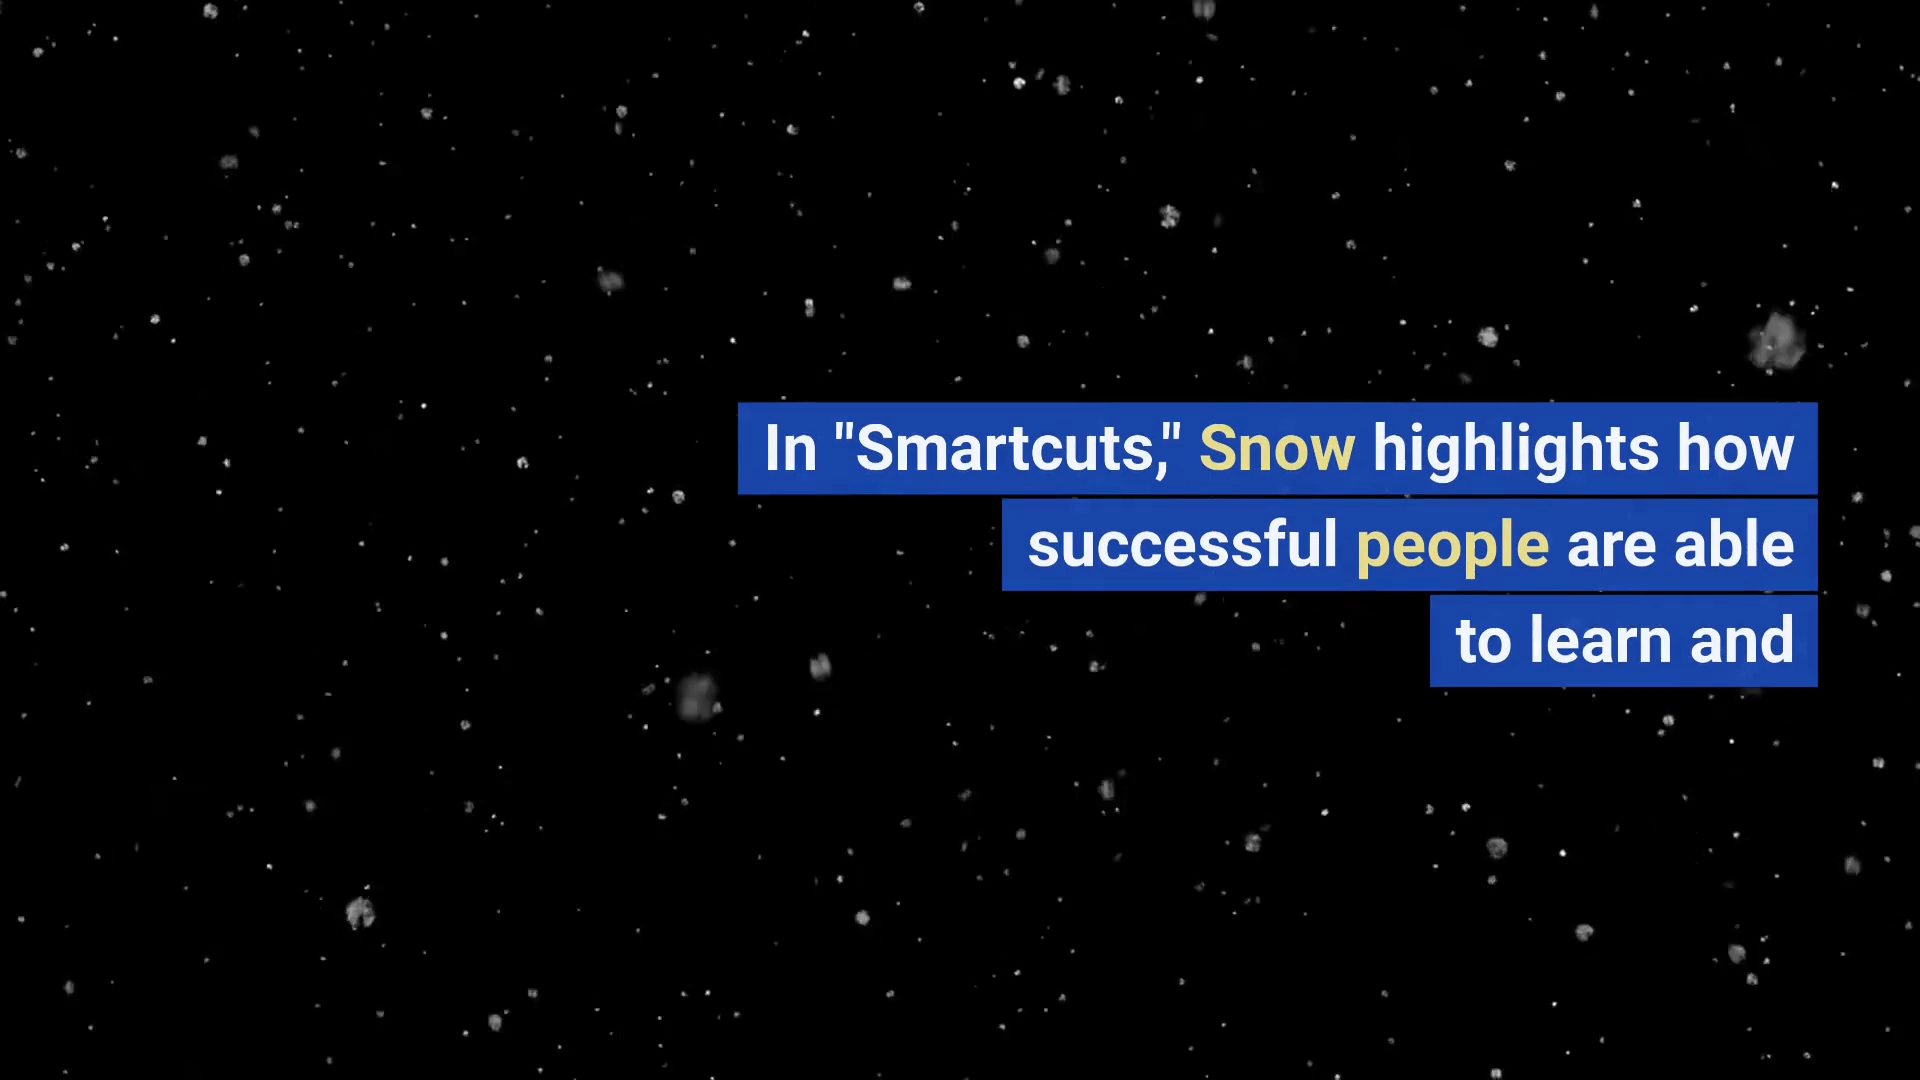 In "Smartcuts," Snow highlights how
successful people are able
to learn and